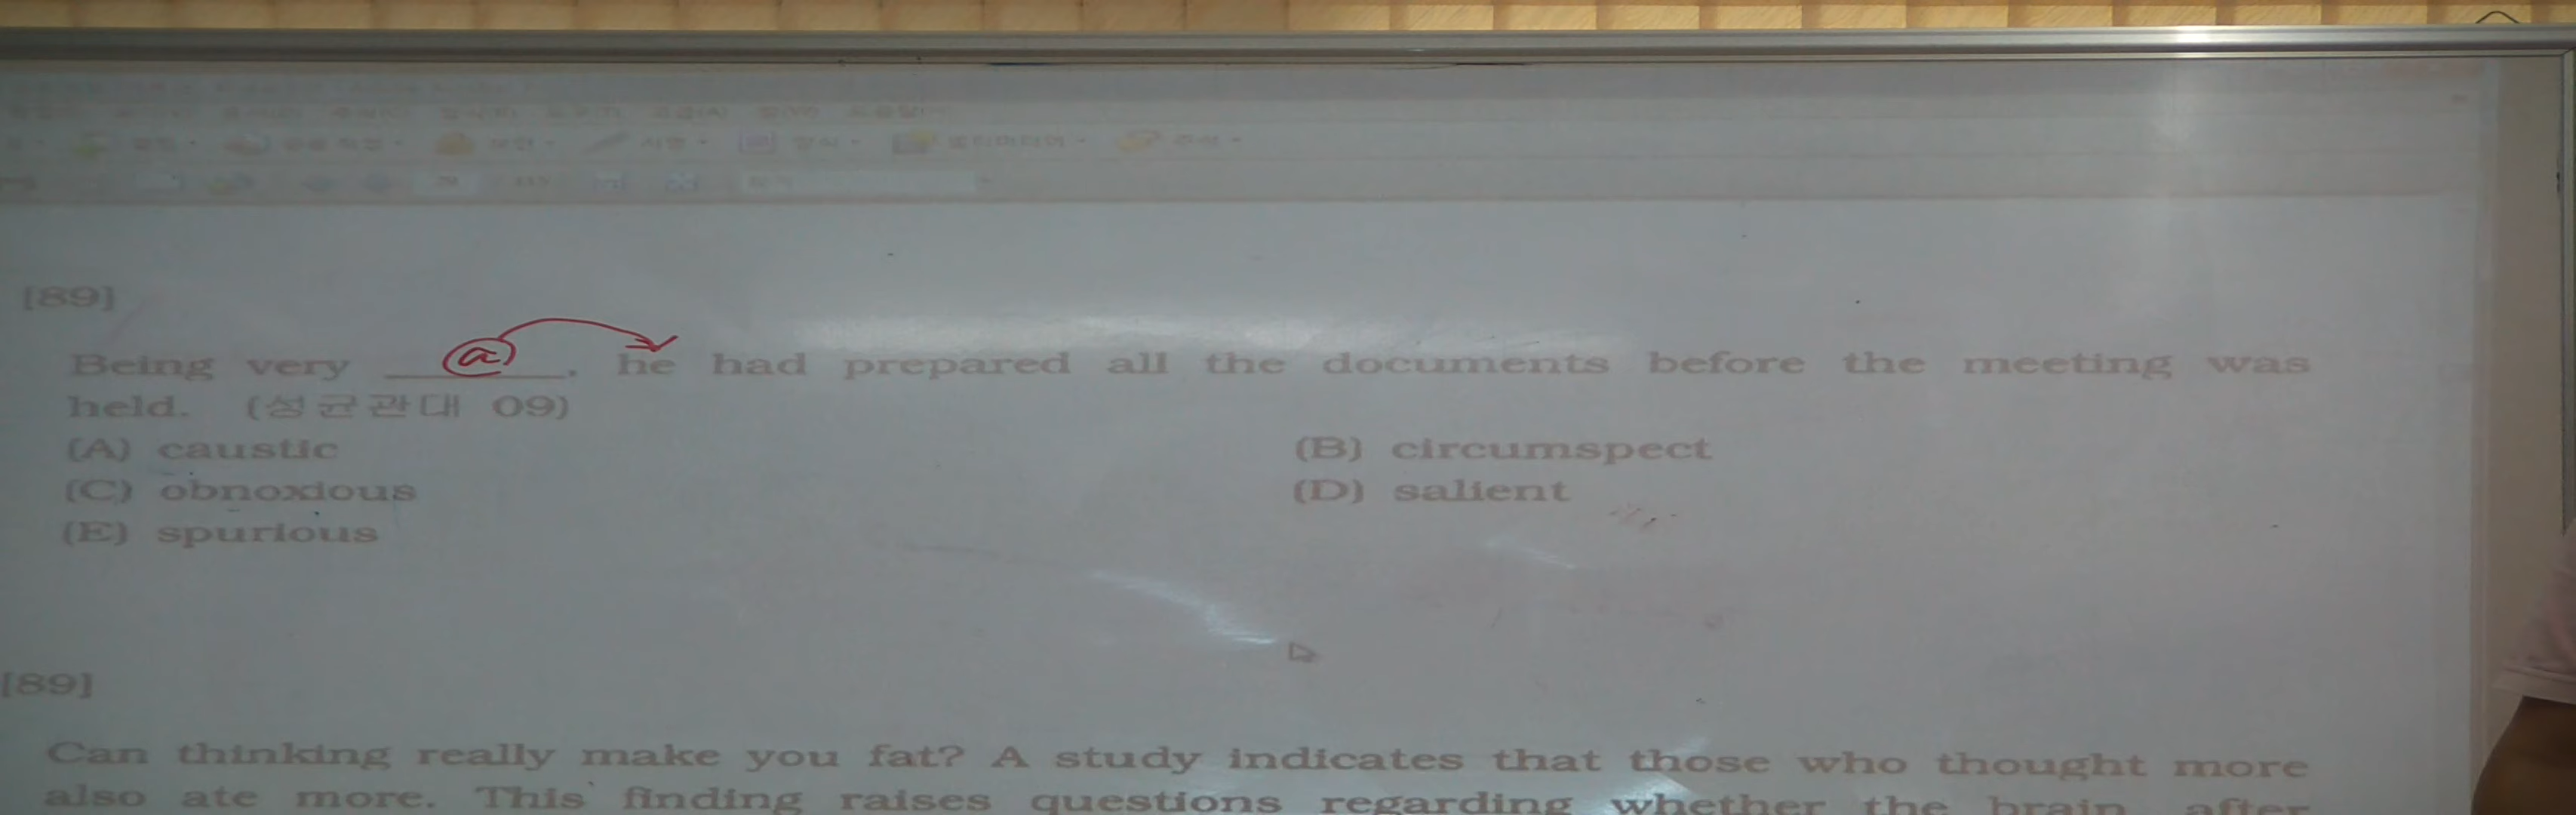 [89]
Being very ⓐ, he had prepared all the documents before the meeting was
held. (성균관대 09)
(A) caustic (B) circumspect
(C) obnoxious (D) salient
(E) spurious
[89]
Can thinking really make you fat? A study indicates that those who thought more
also ate more. This finding raises questions regarding whether the brain, after